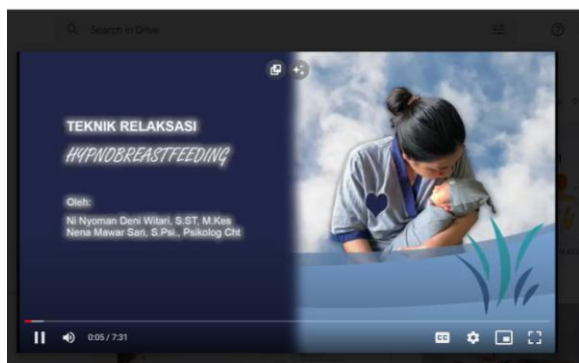 Search in Drive
TEKNIK RELAKSASI
HYPNOBREASTFEEDING
Oleh:
Ni Nyoman Deni Witari, S.ST, M.Kes
Nena Mawar Sari, S.Psi., Psikolog Cht
0:05 / 7:31
CC